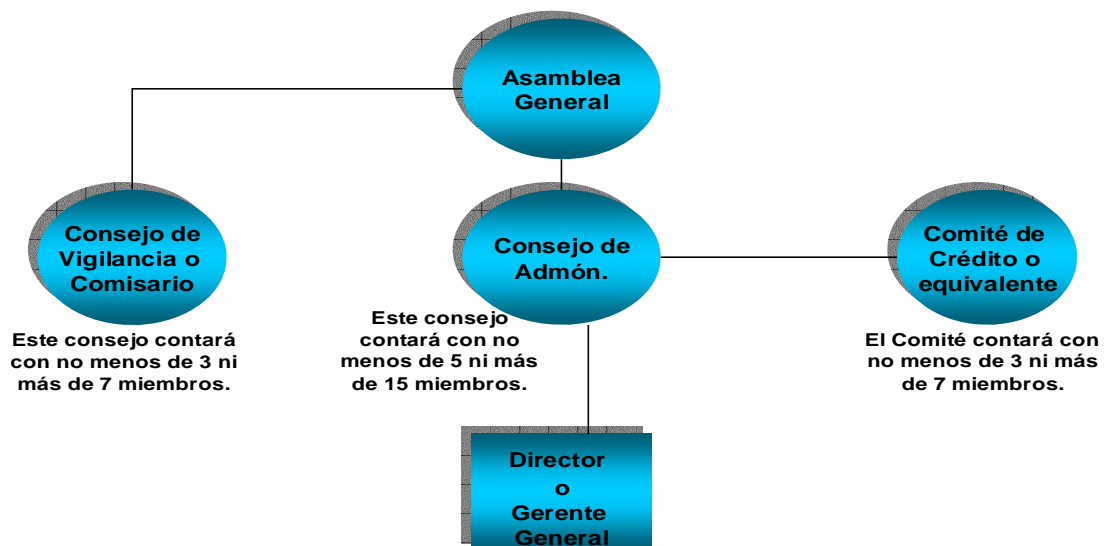 Asamblea
General
Consejo de
Vigilancia o
Comisario
Este consejo contará
con no menos de 3 ni
más de 7 miembros.
Consejo de
Admón.
Este consejo
contará con no
menos de 5 ni más
de 15 miembros.
Comité de
Crédito o
equivalente
El Comité contará con
no menos de 3 ni más
de 7 miembros.
Director
o
Gerente
General